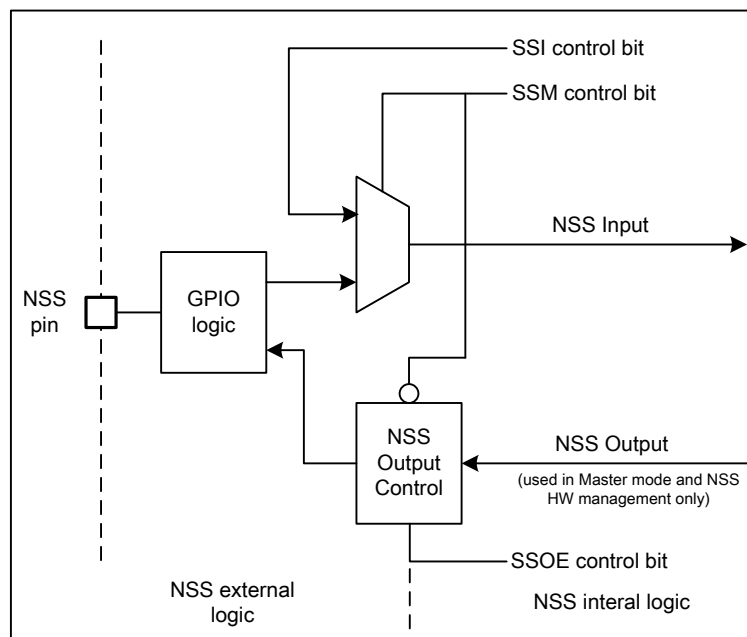 SSI control bit
SSM control bit
NSS Input
NSS
pin
GPIO
logic
NSS
Output
Control
NSS Output
(used in Master mode and NSS
HW management only)
SSOE control bit
NSS external
logic
NSS interal logic